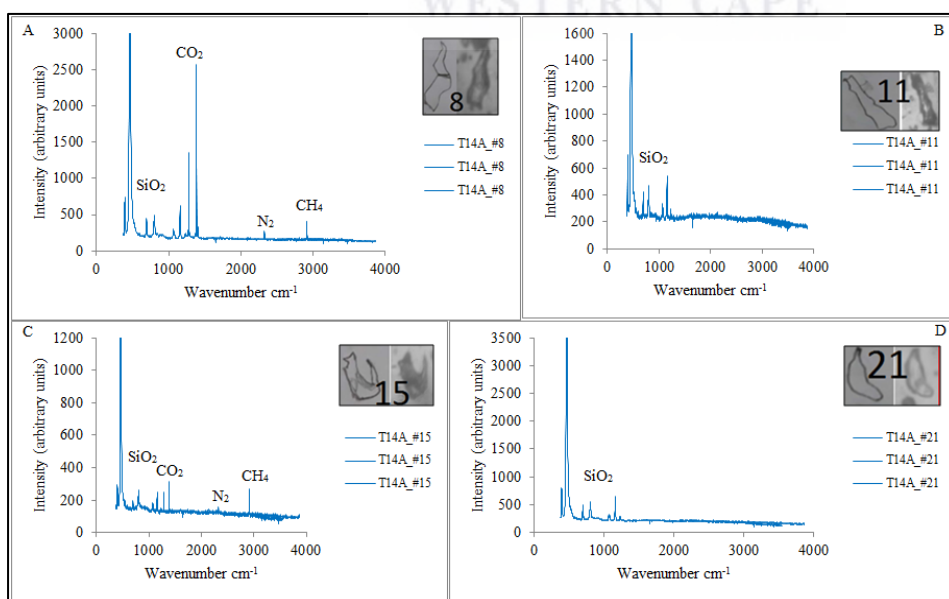 WESTERN CAPE
A
3000
2500
2000
1500
1000
500
0
Intensity (arbitrary units)
CO2
SiO2
N2
CH4
8
T14A_#8
T14A_#8
T14A_#8
0 1000 2000 3000 4000
Wavenumber cm-1
B
1600
1400
1200
1000
800
600
400
200
0
Intensity (arbitrary units)
SiO2
11
T14A_#11
T14A_#11
T14A_#11
0 1000 2000 3000 4000
Wavenumber cm-1
C
1200
1000
800
600
400
200
0
Intensity (arbitrary units)
SiO2
CO2
N2
CH4
15
T14A_#15
T14A_#15
T14A_#15
0 1000 2000 3000 4000
Wavenumber cm-1
D
3500
3000
2500
2000
1500
1000
500
0
Intensity (arbitrary units)
SiO2
21
T14A_#21
T14A_#21
T14A_#21
0 1000 2000 3000 4000
Wavenumber cm-1